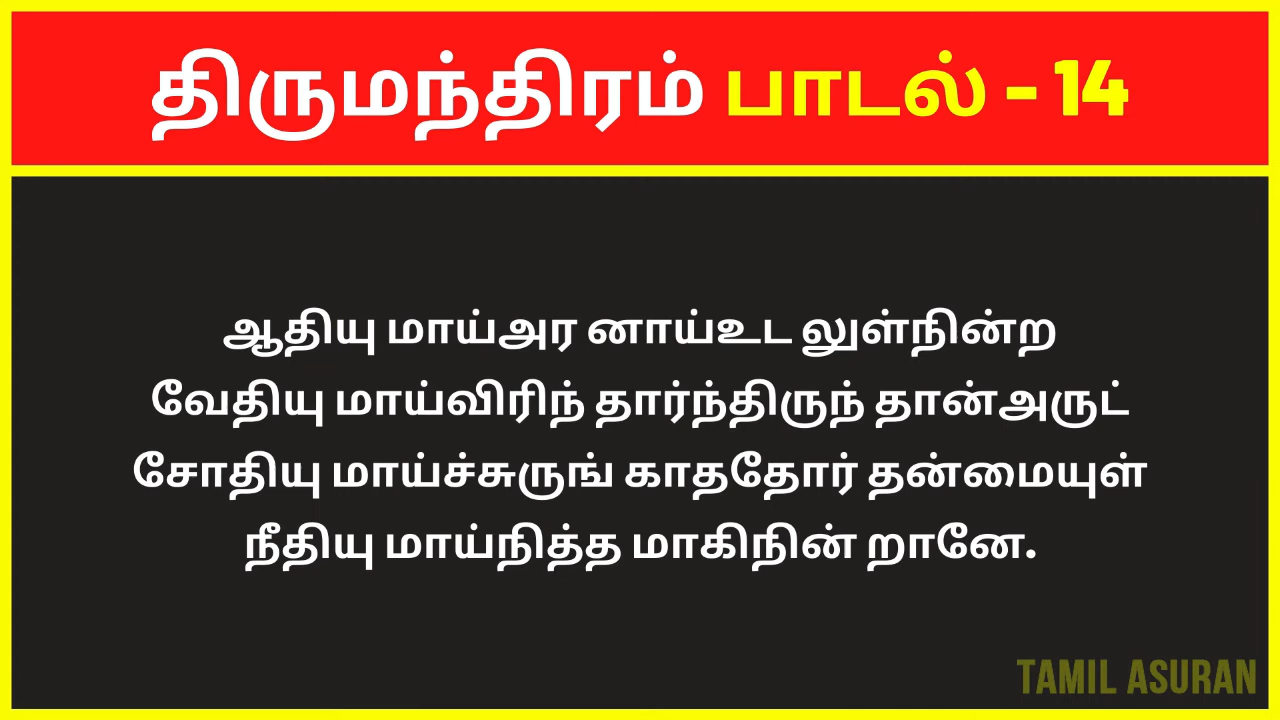 திருமந்திரம் பாடல் - 14
ஆதியு மாய்அர னாய்உட லுள்நின்ற
வேதியு மாய்விரிந் தார்ந்திருந் தான்அருட்
சோதியு மாய்ச்சுருங் காததோர் தன்மையுள்
நீதியு மாய்நித்த மாகிநின் றானே.
TAMIL ASURAN